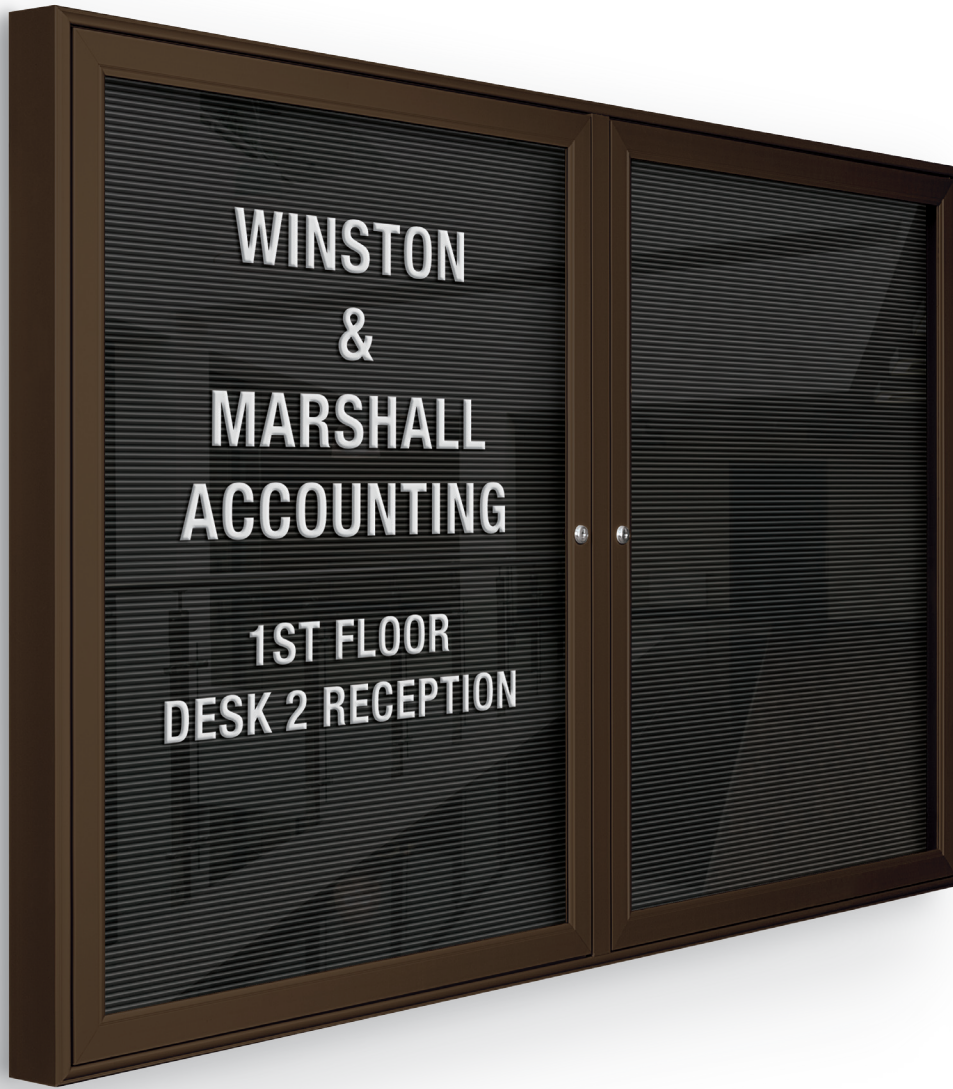 WINSTON
&
MARSHALL
ACCOUNTING
1ST FLOOR
DESK 2 RECEPTION